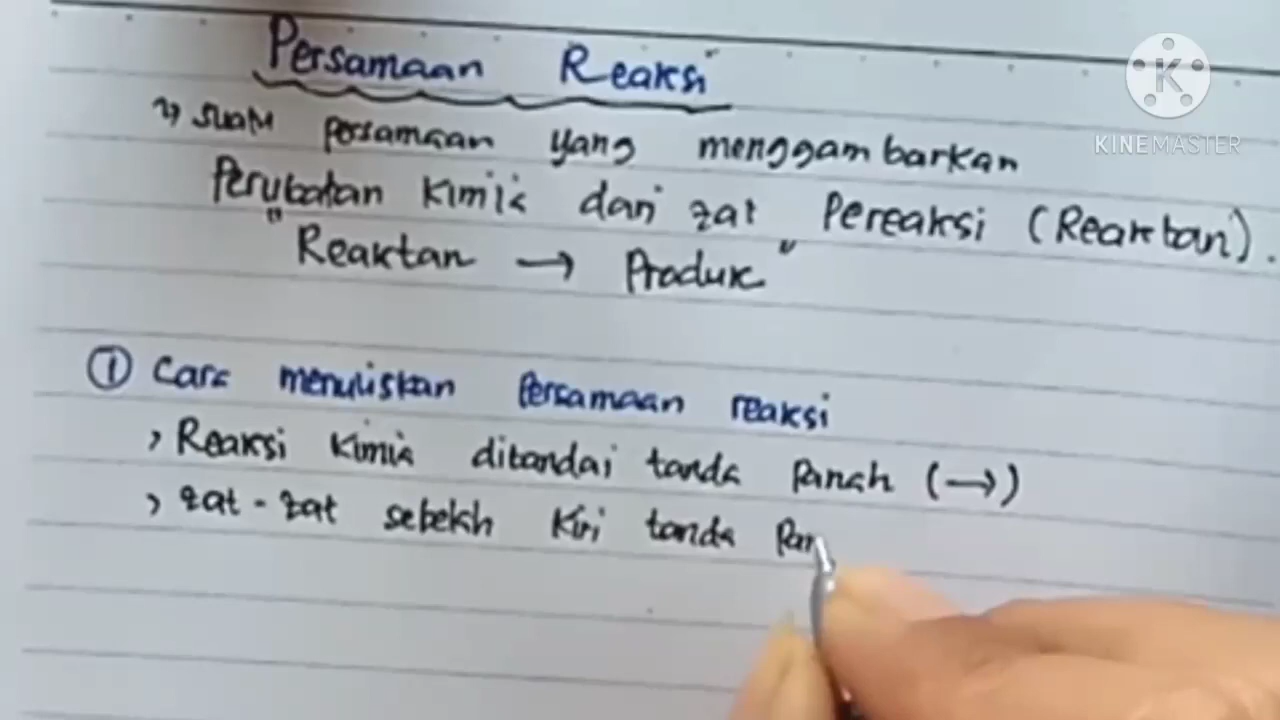 Persamaan Reaksi
→ suatu persamaan yang menggambarkan
Perubahan Kimia dari zat Pereaksi (Reaktan).
"Reaktan → Produk"
① Cara menuliskan Persamaan reaksi
, Reaksi Kimia ditandai tanda Panah (→)
, zat-zat sebelah Kiri tanda Pan
KINEMASTER